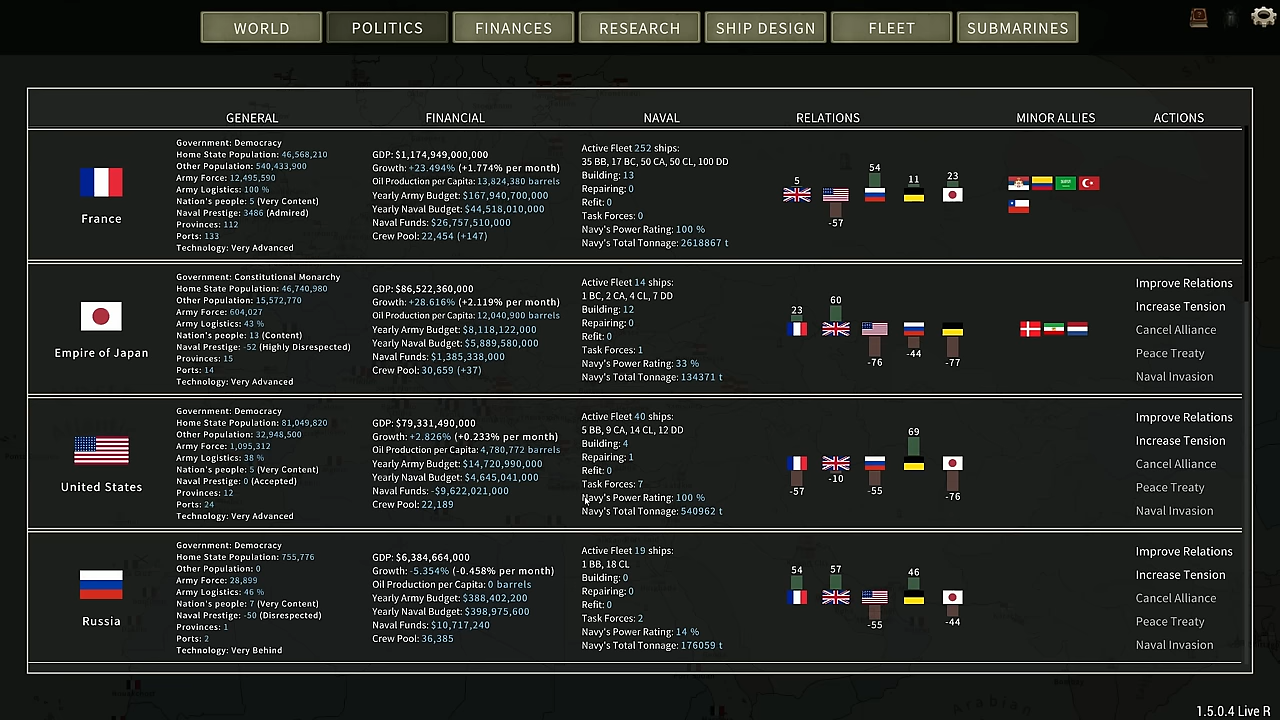 WORLD
POLITICS
FINANCES
RESEARCH
SHIP DESIGN
FLEET
SUBMARINES
GENERAL
FINANCIAL
NAVAL
RELATIONS
MINOR ALLIES
ACTIONS
France
Government: Democracy
Home State Population: 46,568,210
Other Population: 540,433,900
Army Force: 12,495,590
Army Logistics: 100 %
Nation's people: 5 (Very Content)
Naval Prestige: 3486 (Admired)
Provinces: 112
Ports: 133
Technology: Very Advanced
GDP: $1,174,949,000,000
Growth: +23.494% (+1.774% per month)
Oil Production per Capita: 13,824,380 barrels
Yearly Army Budget: $167,940,700,000
Yearly Naval Budget: $44,518,010,000
Naval Funds: $26,757,510,000
Crew Pool: 22,454 (+147)
Active Fleet 252 ships:
35 BB, 17 BC, 50 CA, 50 CL, 100 DD
Building: 13
Repairing: 0
Refit: 0
Task Forces: 0
Navy's Power Rating: 100 %
Navy's Total Tonnage: 2618867 t
5
-57
54
11
23
Empire of Japan
Government: Constitutional Monarchy
Home State Population: 46,740,980
Other Population: 15,572,770
Army Force: 604,027
Army Logistics: 43 %
Nation's people: 13 (Content)
Naval Prestige: -52 (Highly Disrespected)
Provinces: 15
Ports: 14
Technology: Very Advanced
GDP: $86,522,360,000
Growth: +28.616% (+2.119% per month)
Oil Production per Capita: 12,040,900 barrels
Yearly Army Budget: $8,118,122,000
Yearly Naval Budget: $5,889,580,000
Naval Funds: $1,385,338,000
Crew Pool: 30,659 (+37)
Active Fleet 14 ships:
1 BC, 2 CA, 4 CL, 7 DD
Building: 12
Repairing: 0
Refit: 0
Task Forces: 1
Navy's Power Rating: 33 %
Navy's Total Tonnage: 134371 t
23
60
-76
-44
-77
Improve Relations
Increase Tension
Cancel Alliance
Peace Treaty
Naval Invasion
United States
Government: Democracy
Home State Population: 81,049,820
Other Population: 32,948,500
Army Force: 1,095,312
Army Logistics: 38 %
Nation's people: 5 (Very Content)
Naval Prestige: 0 (Accepted)
Provinces: 12
Ports: 24
Technology: Very Advanced
GDP: $79,331,490,000
Growth: +2.826% (+0.233% per month)
Oil Production per Capita: 4,780,772 barrels
Yearly Army Budget: $14,720,990,000
Yearly Naval Budget: $4,645,041,000
Naval Funds: -$9,622,021,000
Crew Pool: 22,189
Active Fleet 40 ships:
5 BB, 9 CA, 14 CL, 12 DD
Building: 4
Repairing: 1
Refit: 0
Task Forces: 7
Navy's Power Rating: 100 %
Navy's Total Tonnage: 540962 t
-57
-10
-55
69
-76
Improve Relations
Increase Tension
Cancel Alliance
Peace Treaty
Naval Invasion
Russia
Government: Democracy
Home State Population: 755,776
Other Population: 0
Army Force: 28,899
Army Logistics: 46 %
Nation's people: 7 (Very Content)
Naval Prestige: -50 (Disrespected)
Provinces: 1
Ports: 2
Technology: Very Behind
GDP: $6,384,664,000
Growth: -5.354% (-0.458% per month)
Oil Production per Capita: 0 barrels
Yearly Army Budget: $388,402,200
Yearly Naval Budget: $398,975,600
Naval Funds: $10,717,240
Crew Pool: 36,385
Active Fleet 19 ships:
1 BB, 18 CL
Building: 0
Repairing: 0
Refit: 0
Task Forces: 2
Navy's Power Rating: 14 %
Navy's Total Tonnage: 176059 t
54
57
-55
46
-44
Improve Relations
Increase Tension
Cancel Alliance
Peace Treaty
Naval Invasion
1.5.0.4 Live R